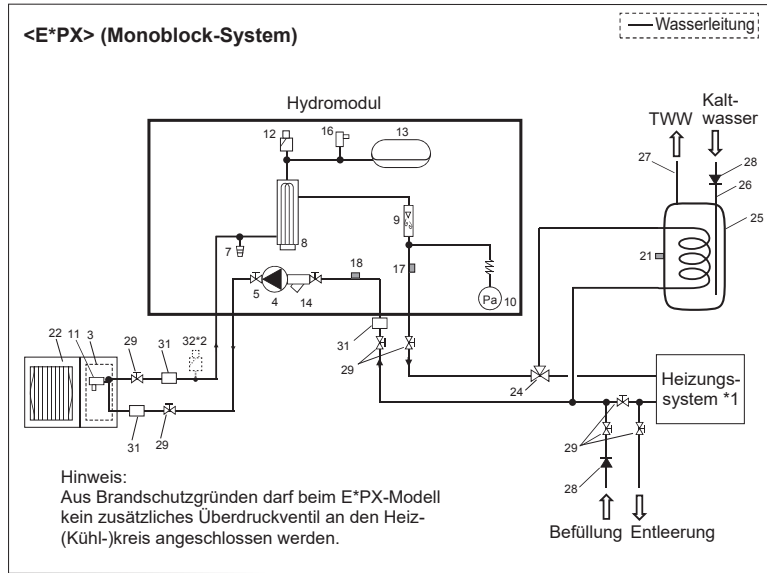 <E*PX> (Monoblock-System)
Wasserleitung
Hydromodul
TWW
Kalt-
wasser
12
16
13
27
28
26
25
9
8
7
18
17
21
5
4
14
Pa
10
22
11
3
29
31
32*2
31
29
24
Heizungs-
system *1
31
29
29
28
Befüllung
Entleerung
Hinweis:
Aus Brandschutzgründen darf beim E*PX-Modell
kein zusätzliches Überdruckventil an den Heiz-
(Kühl-)kreis angeschlossen werden.